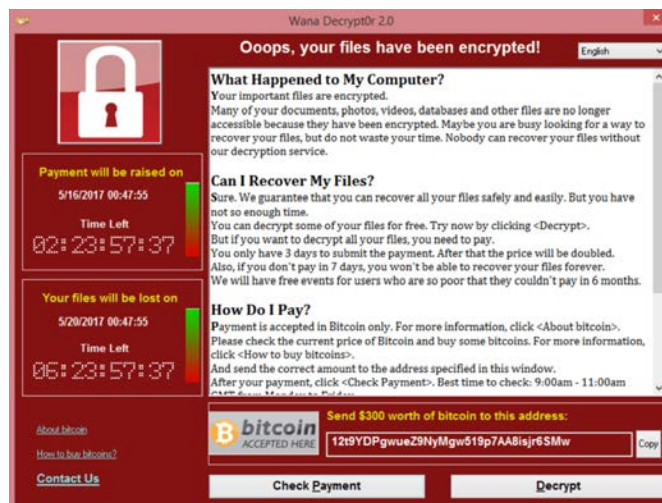 Wana Decrypt0r 2.0
Ooops, your files have been encrypted!
English
Payment will be raised on
5/16/2017 00:47:55
Time Left
02:23:57:37
Your files will be lost on
5/20/2017 00:47:55
Time Left
06:23:57:37
About bitcoin
How to buy bitcoins?
Contact Us
What Happened to My Computer?
Your important files are encrypted.
Many of your documents, photos, videos, databases and other files are no longer
accessible because they have been encrypted. Maybe you are busy looking for a way to
recover your files, but do not waste your time. Nobody can recover your files without
our decryption service.
Can I Recover My Files?
Sure. We guarantee that you can recover all your files safely and easily. But you have
not so enough time.
You can decrypt some of your files for free. Try now by clicking <Decrypt>.
But if you want to decrypt all your files, you need to pay.
You only have 3 days to submit the payment. After that the price will be doubled.
Also, if you don't pay in 7 days, you won't be able to recover your files forever.
We will have free events for users who are so poor that they couldn't pay in 6 months.
How Do I Pay?
Payment is accepted in Bitcoin only. For more information, click <About bitcoin>.
Please check the current price of Bitcoin and buy some bitcoins. For more information,
click <How to buy bitcoins>.
And send the correct amount to the address specified in this window.
After your payment, click <Check Payment>. Best time to check: 9:00am - 11:00am
GMT from Monday to Friday.
bitcoin
ACCEPTED HERE
Send $300 worth of bitcoin to this address:
12t9YDPgwueZ9NyMgw519p7AA8isjr6SMw
Copy
Check Payment
Decrypt